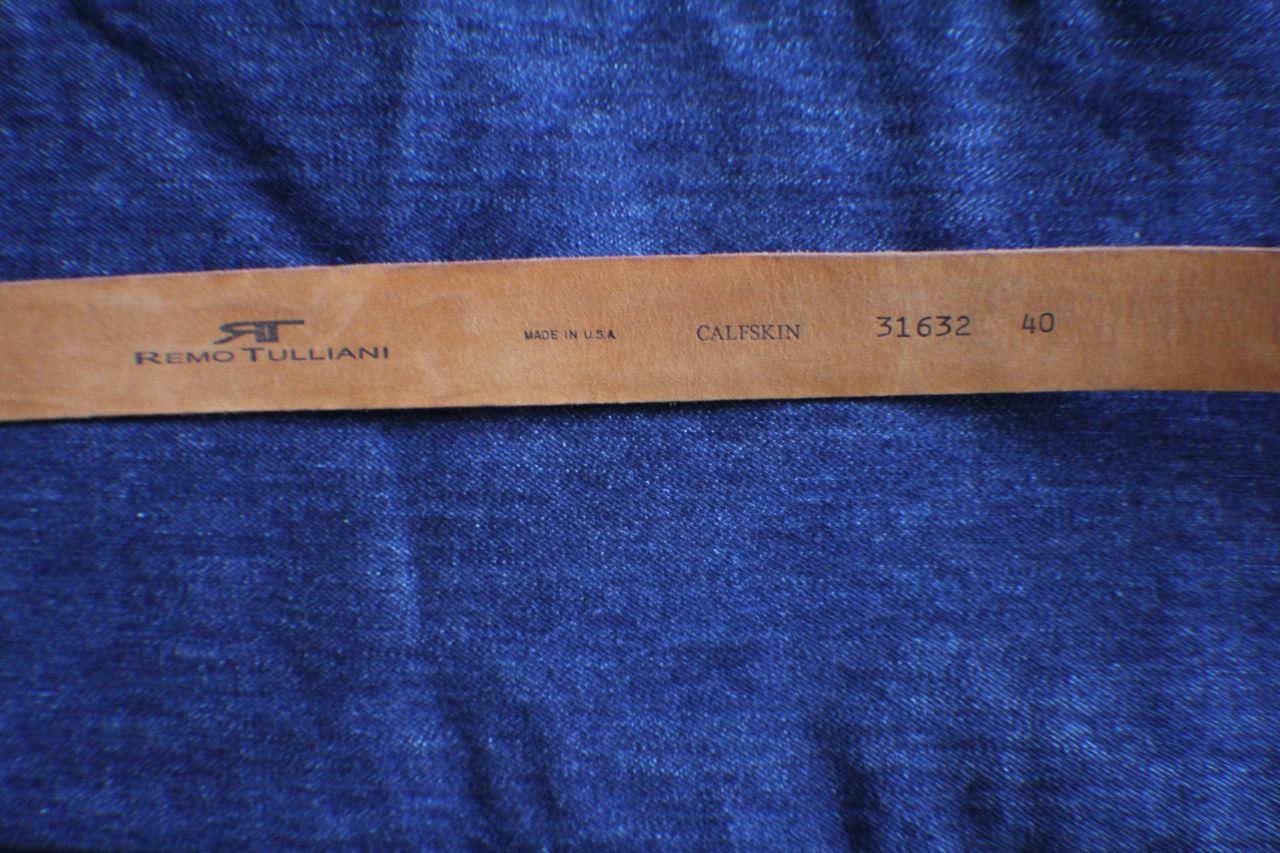 RT
REMO TULLIANI
MADE IN U.S.A.
CALFSKIN
31632 40